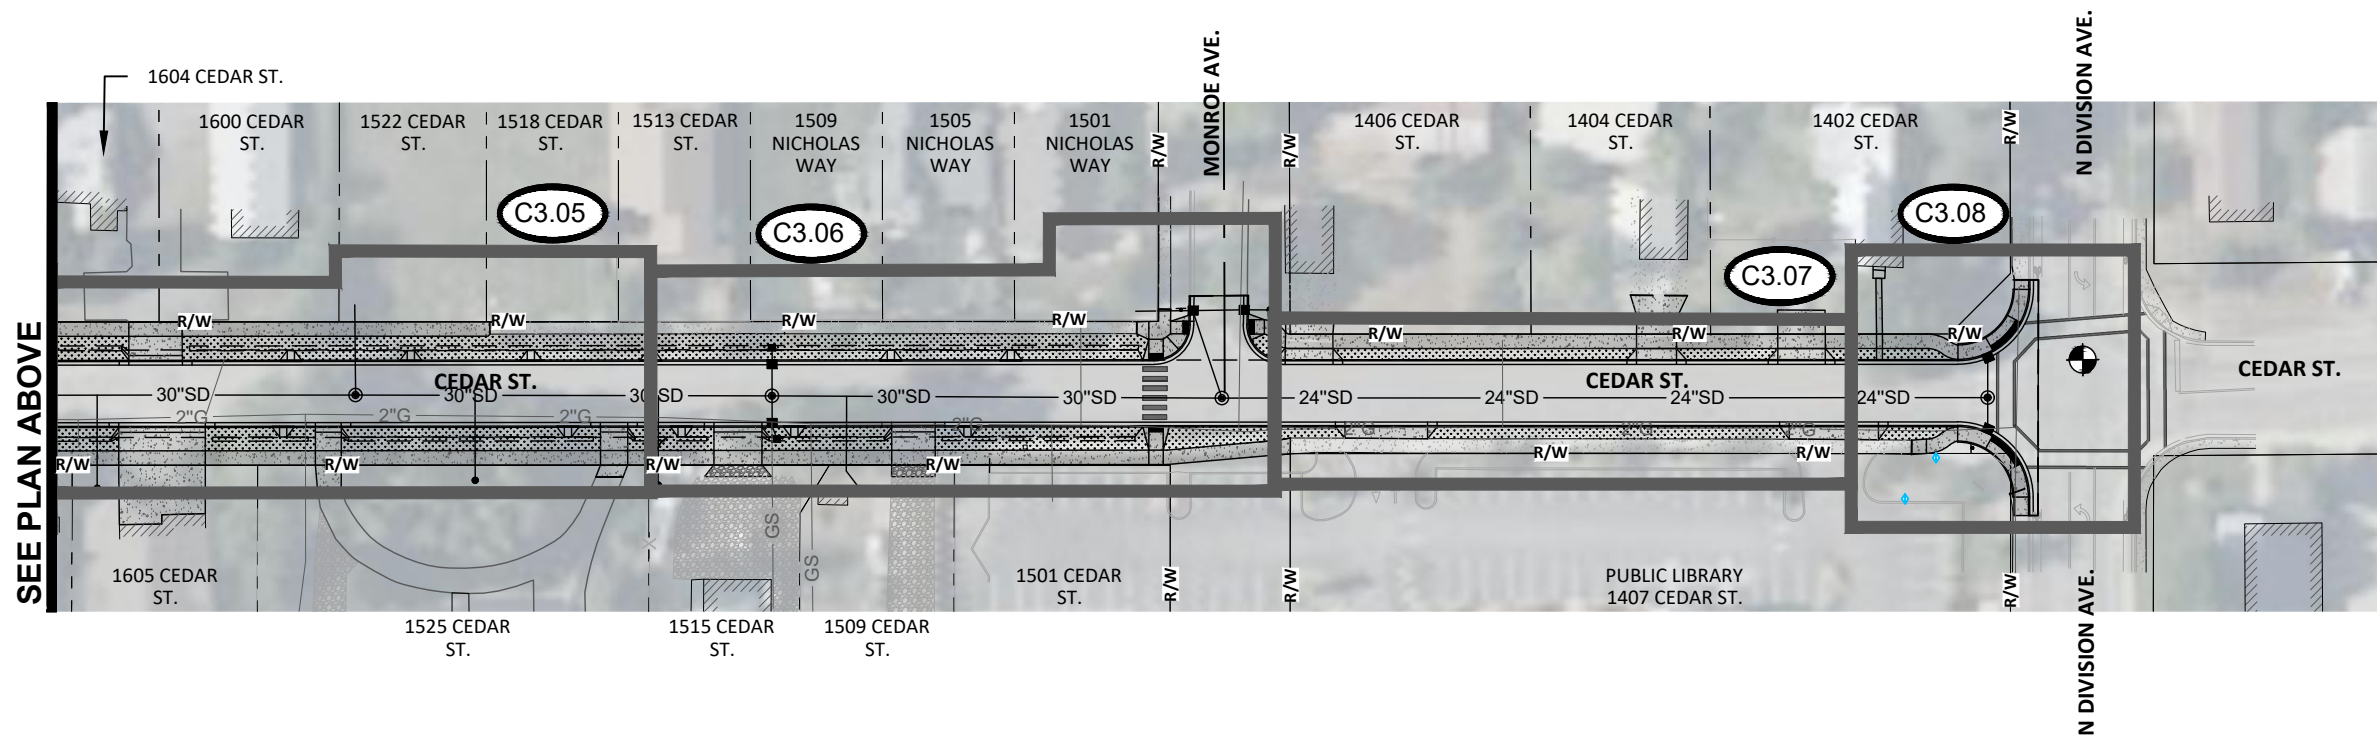 1604 CEDAR ST.
1600 CEDAR
ST.
1522 CEDAR
ST.
1518 CEDAR
ST.
1513 CEDAR
ST.
1509
NICHOLAS
WAY
1505
NICHOLAS
WAY
1501
NICHOLAS
WAY
R/W
MONROE AVE.
R/W
1406 CEDAR
ST.
1404 CEDAR
ST.
1402 CEDAR
ST.
R/W
N DIVISION AVE.
C3.05
C3.06
C3.07
C3.08
SEE PLAN ABOVE
R/W
R/W
R/W
R/W
R/W
R/W
R/W
CEDAR ST.
CEDAR ST.
CEDAR ST.
30"SD
30"SD
30"SD
30"SD
30"SD
24"SD
24"SD
24"SD
24"SD
2"G
2"G
2"G
2"G
2"G
2"G
2"G
R/W
R/W
R/W
R/W
R/W
R/W
GS
GS
X
1605 CEDAR
ST.
1525 CEDAR
ST.
1515 CEDAR
ST.
1509 CEDAR
ST.
1501 CEDAR
ST.
R/W
R/W
PUBLIC LIBRARY
1407 CEDAR ST.
R/W
N DIVISION AVE.